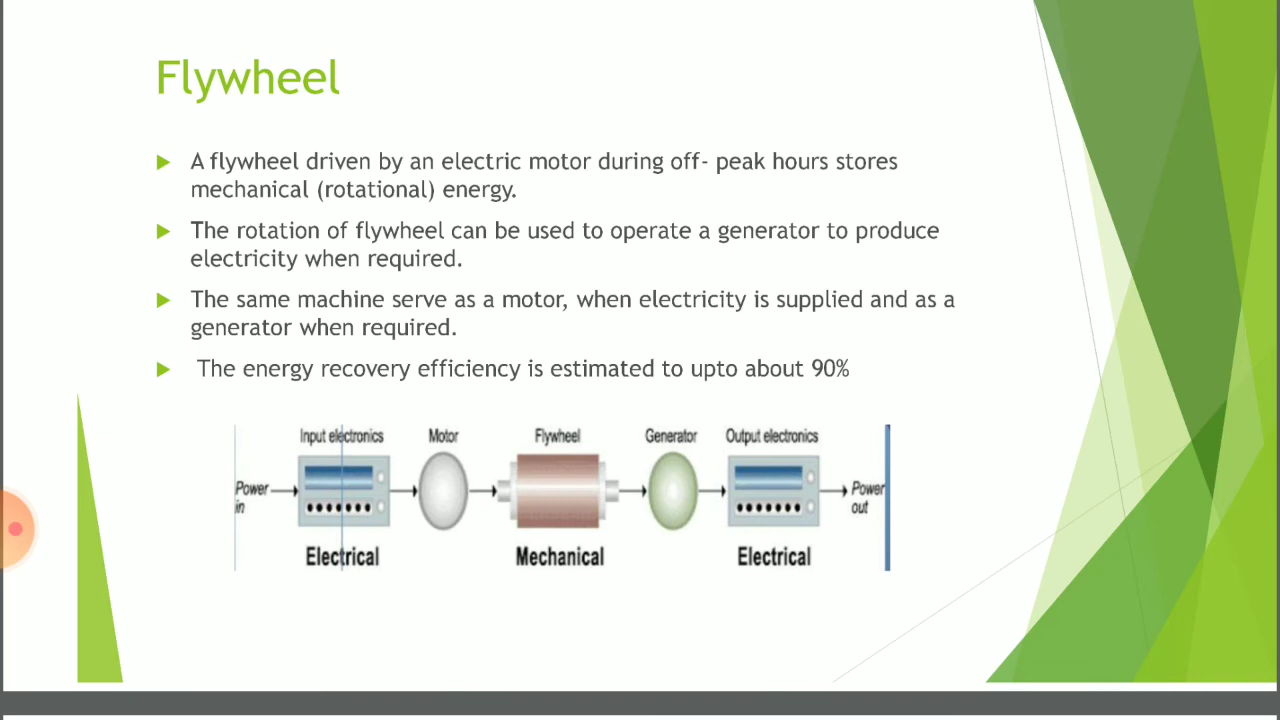 Flywheel
A flywheel driven by an electric motor during off- peak hours stores
mechanical (rotational) energy.
The rotation of flywheel can be used to operate a generator to produce
electricity when required.
The same machine serve as a motor, when electricity is supplied and as a
generator when required.
The energy recovery efficiency is estimated to upto about 90%
Input electronics Motor Flywheel Generator Output electronics
Power in Power out
Electrical Mechanical Electrical